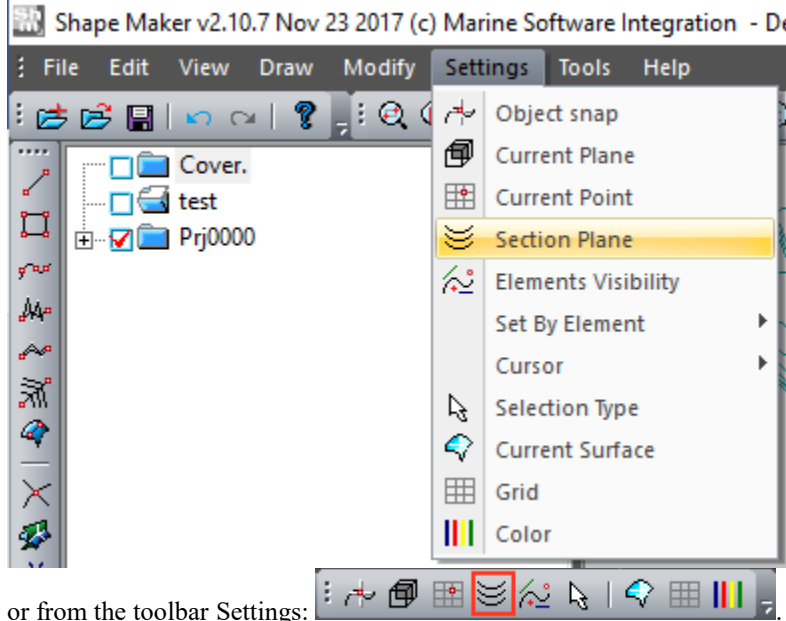 Shape Maker v2.10.7 Nov 23 2017 (c) Marine Software Integration - De
File Edit View Draw Modify Settings Tools Help
Object snap
Cover.
Current Plane
test
Current Point
Prj0000
Section Plane
Elements Visibility
Set By Element
Cursor
Selection Type
Current Surface
Grid
Color
or from the toolbar Settings: .